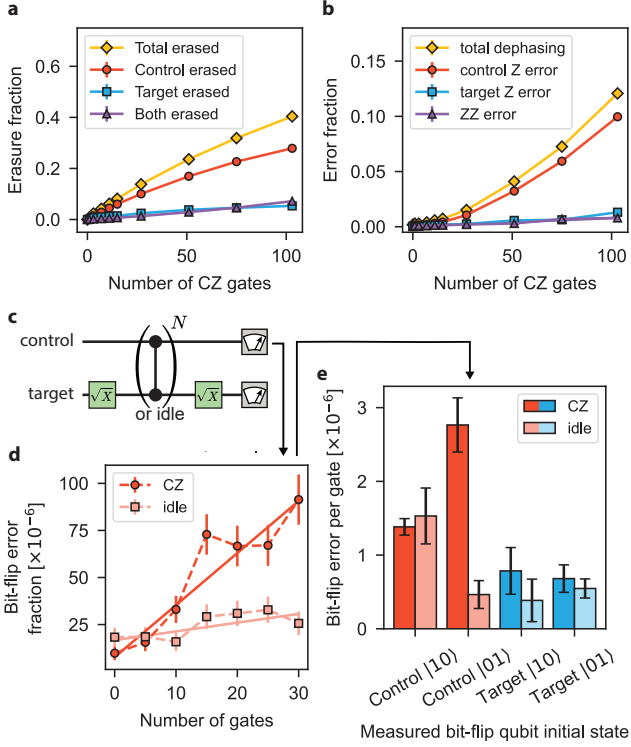 a
Total erased
Control erased
Target erased
Both erased
Erasure fraction
0.6
0.4
0.2
0.0
0
50
100
Number of CZ gates
b
total dephasing
control Z error
target Z error
ZZ error
Error fraction
0.15
0.10
0.05
0.00
0
50
100
Number of CZ gates
c
control
target
√X
( ) N
or idle
√X
d
CZ
idle
Bit-flip error
fraction [×10⁻⁶]
100
75
50
25
0
10
20
30
Number of gates
e
CZ
idle
Bit-flip error per gate [×10⁻⁶]
3
2
1
0
Control |10⟩
Control |01⟩
Target |10⟩
Target |01⟩
Measured bit-flip qubit initial state